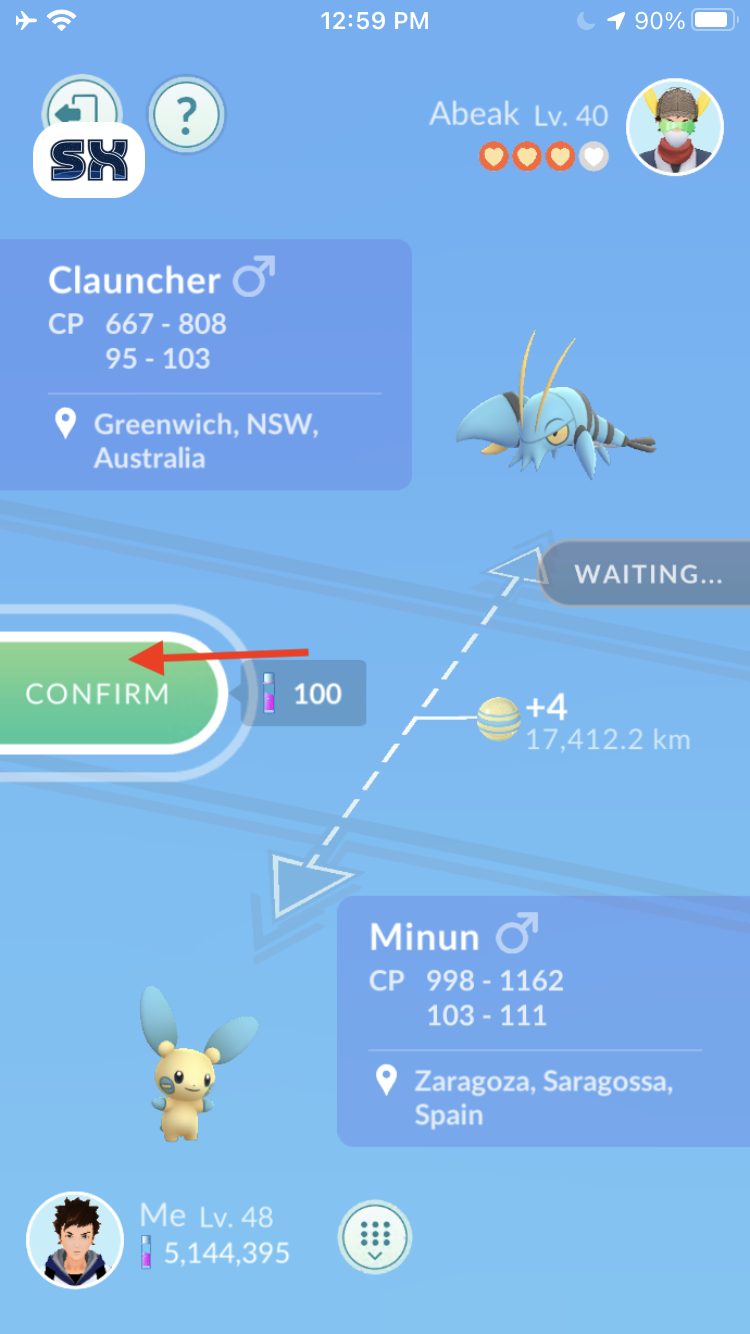 12:59 PM
90%
?
SX
Abeak Lv. 40
Clauncher
CP 667 - 808
95 - 103
Greenwich, NSW,
Australia
WAITING...
CONFIRM
100
+4
17,412.2 km
Minun
CP 998 - 1162
103 - 111
Zaragoza, Saragossa,
Spain
Me Lv. 48
5,144,395